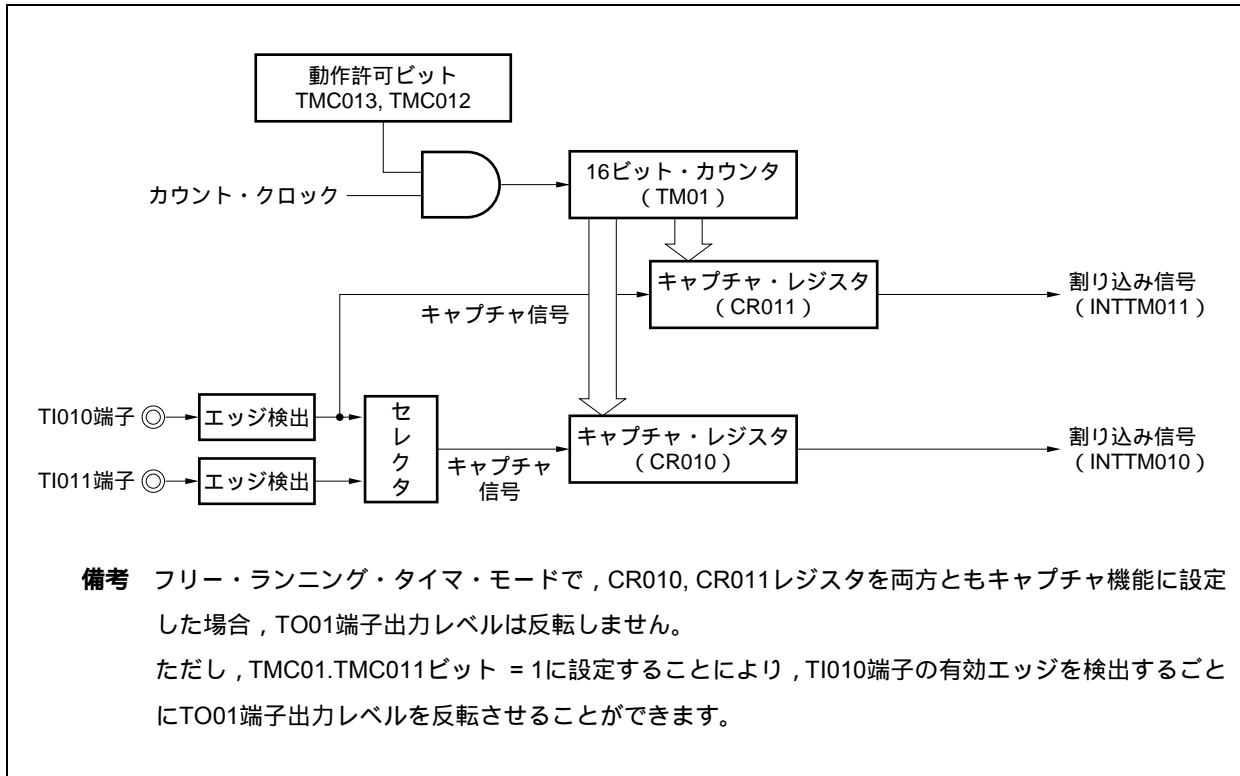 動作許可ビット
TMC013, TMC012
カウント・クロック
16ビット・カウンタ
（TM01）
キャプチャ・レジスタ
（CR011）
割り込み信号
（INTTM011）
キャプチャ信号
TI010端子
エッジ検出
セレクタ
キャプチャ・レジスタ
（CR010）
割り込み信号
（INTTM010）
キャプチャ
信号
TI011端子
エッジ検出
備考　フリー・ランニング・タイマ・モードで，CR010, CR011レジスタを両方ともキャプチャ機能に設定
した場合，TO01端子出力レベルは反転しません。
ただし，TMC01.TMC011ビット = 1に設定することにより，TI010端子の有効エッジを検出するごと
にTO01端子出力レベルを反転させることができます。